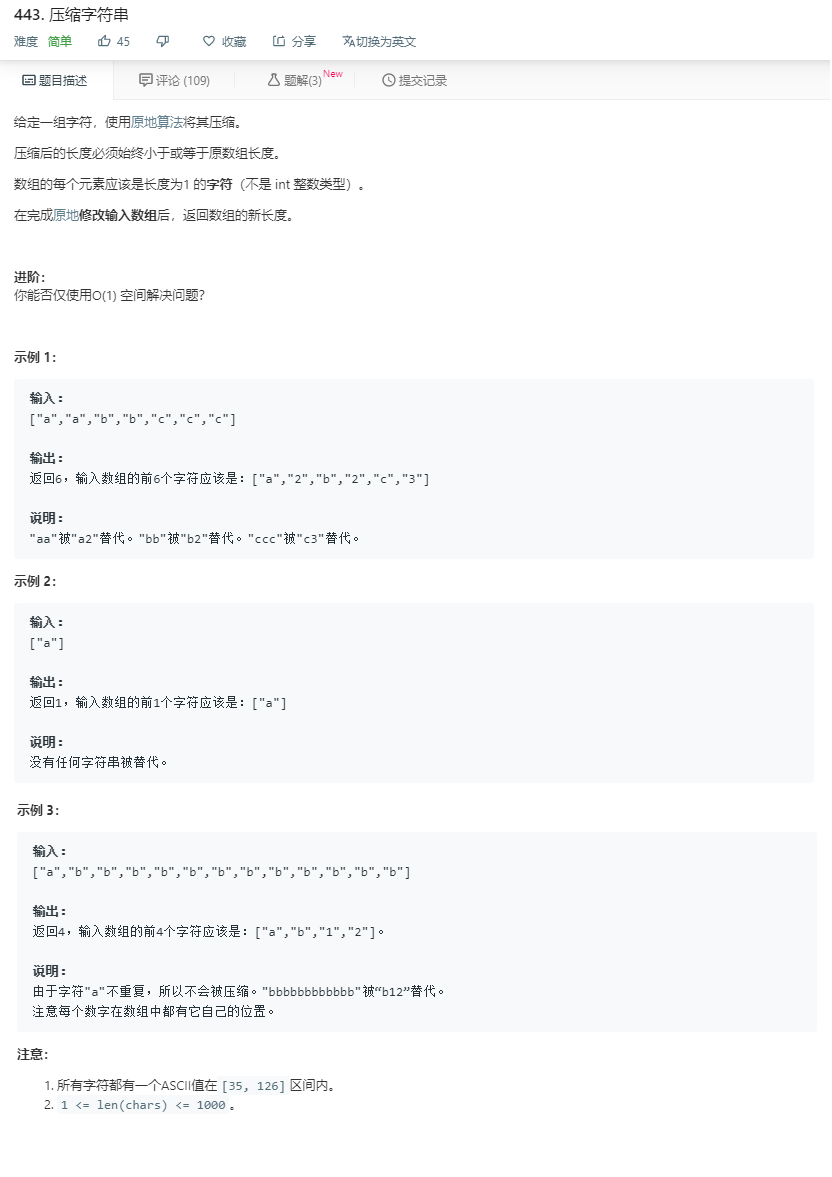 443. 压缩字符串
难度 简单 45 收藏 分享 切换为英文
题目描述 评论 (109) 题解(3) New 提交记录
给定一组字符，使用原地算法将其压缩。
压缩后的长度必须始终小于或等于原数组长度。
数组的每个元素应该是长度为1 的字符（不是 int 整数类型）。
在完成原地修改输入数组后，返回数组的新长度。
进阶：
你能否仅使用O(1) 空间解决问题？
示例 1：
输入：
["a","a","b","b","c","c","c"]
输出：
返回6，输入数组的前6个字符应该是：["a","2","b","2","c","3"]
说明：
"aa"被"a2"替代。"bb"被"b2"替代。"ccc"被"c3"替代。
示例 2：
输入：
["a"]
输出：
返回1，输入数组的前1个字符应该是：["a"]
说明：
没有任何字符串被替代。
示例 3：
输入：
["a","b","b","b","b","b","b","b","b","b","b","b","b"]
输出：
返回4，输入数组的前4个字符应该是：["a","b","1","2"]。
说明：
由于字符"a"不重复，所以不会被压缩。"bbbbbbbbbbbb"被“b12”替代。
注意每个数字在数组中都有它自己的位置。
注意：
1. 所有字符都有一个ASCII值在 [35, 126] 区间内。
2. 1 <= len(chars) <= 1000 。